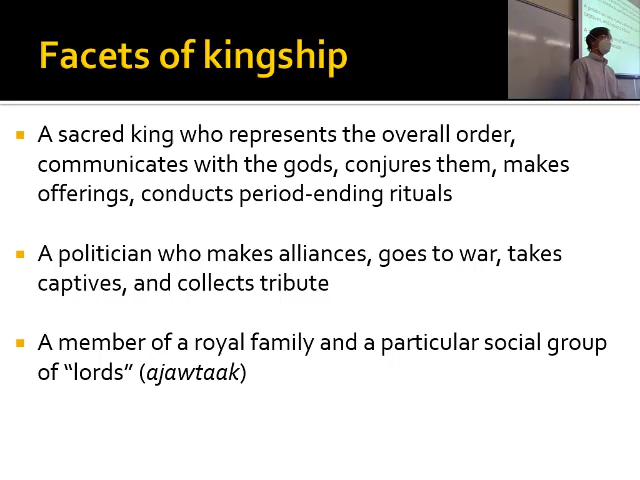 Facets of kingship
A sacred king who represents the overall order,
communicates with the gods, conjures them, makes
offerings, conducts period-ending rituals
A politician who makes alliances, goes to war, takes
captives, and collects tribute
A member of a royal family and a particular social group
of “lords” (ajawtaak)